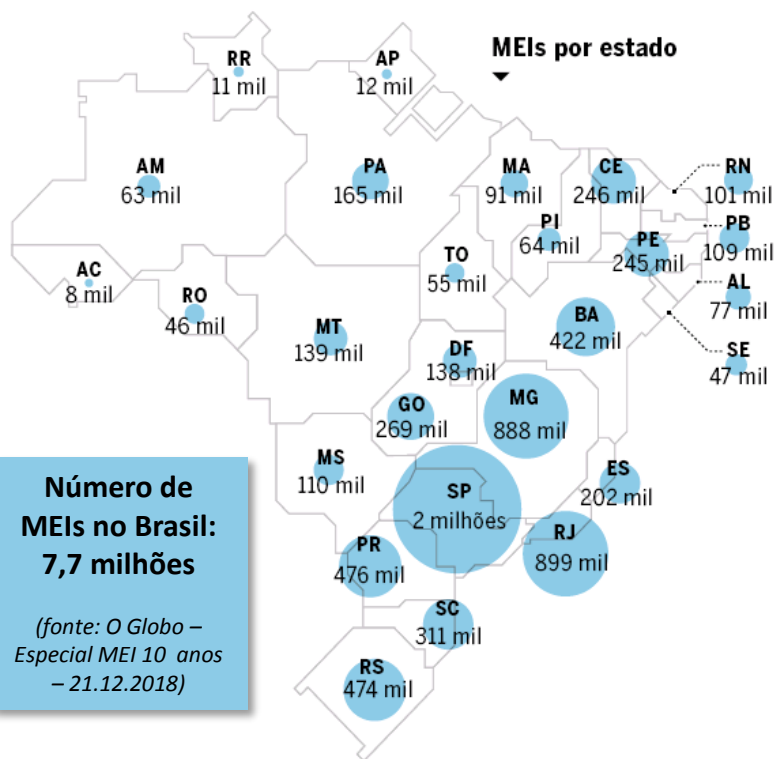 MEIs por estado
RR
11 mil
AP
12 mil
AM
63 mil
PA
165 mil
MA
91 mil
CE
246 mil
RN
101 mil
PI
64 mil
PE
245 mil
PB
109 mil
AC
8 mil
RO
46 mil
TO
55 mil
AL
77 mil
MT
139 mil
DF
138 mil
BA
422 mil
SE
47 mil
GO
269 mil
MG
888 mil
MS
110 mil
SP
2 milhões
ES
202 mil
PR
476 mil
RJ
899 mil
SC
311 mil
RS
474 mil
Número de
MEIs no Brasil:
7,7 milhões
(fonte: O Globo –
Especial MEI 10 anos
– 21.12.2018)